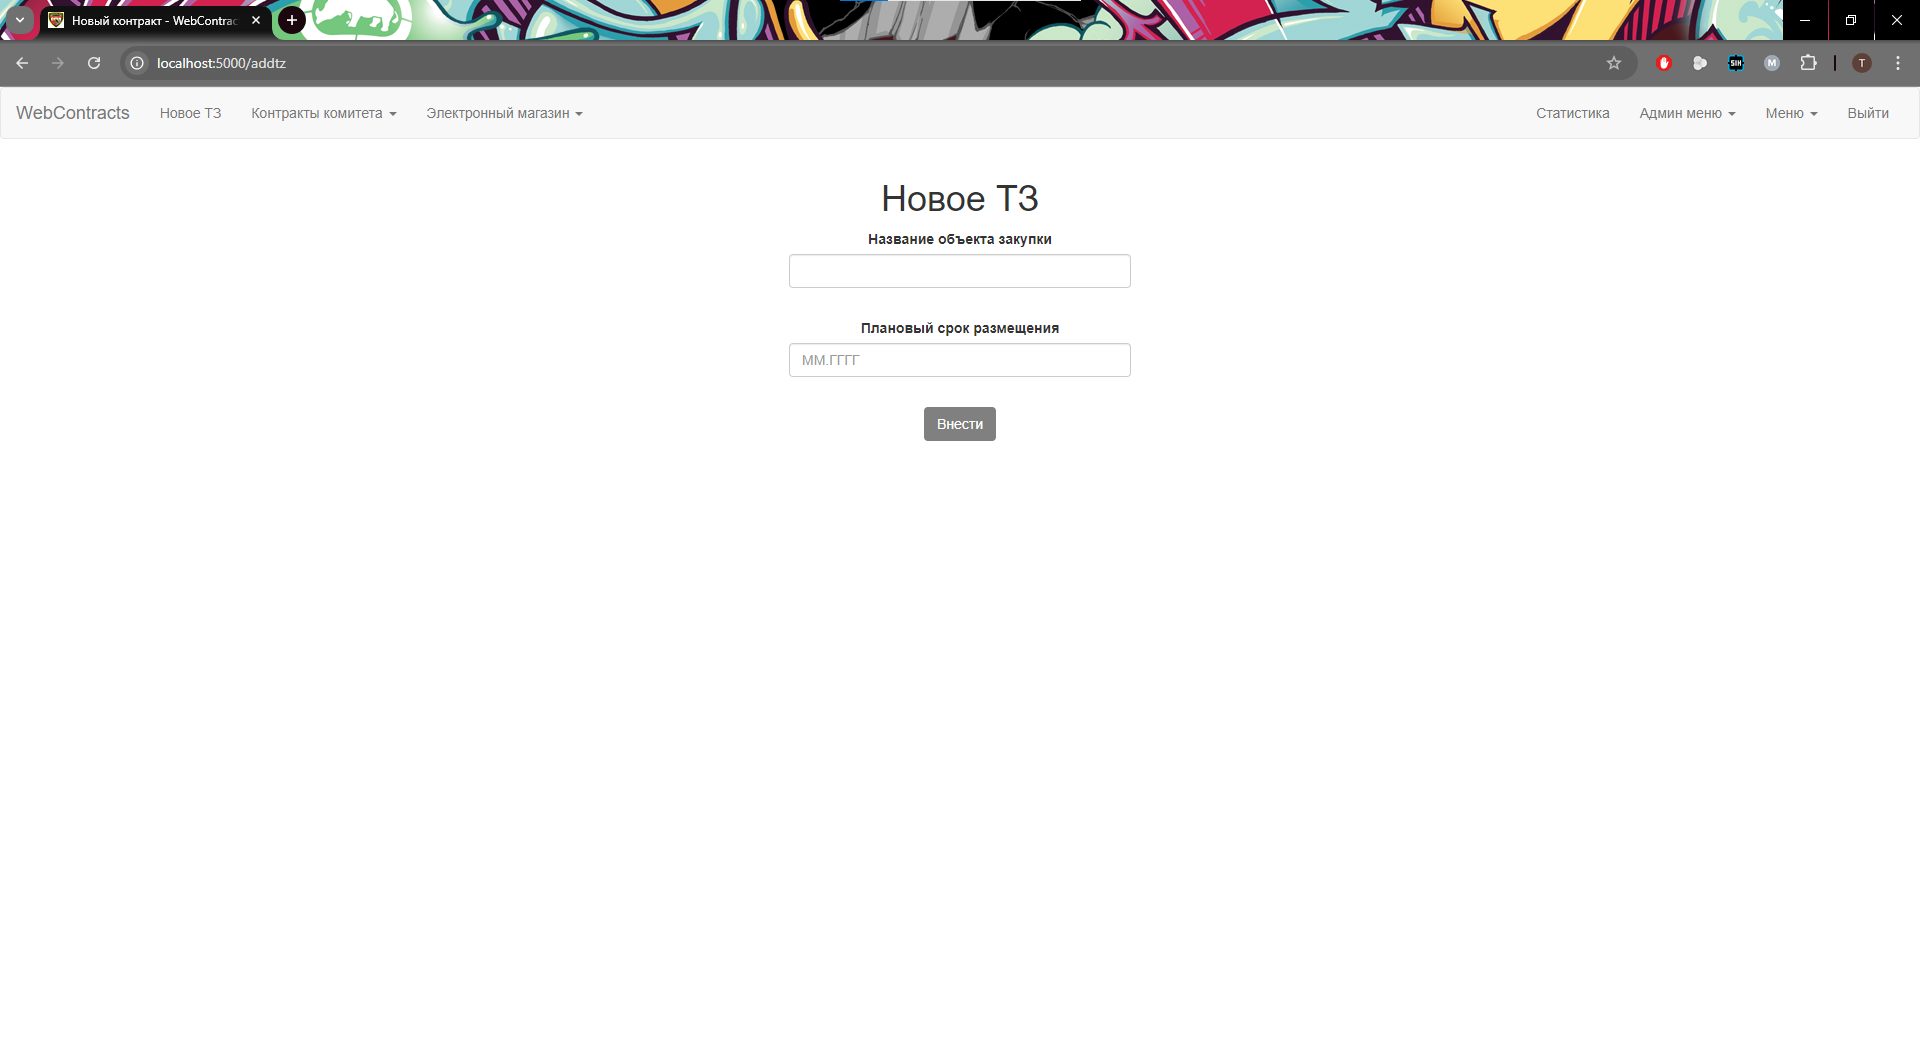 Новый контракт - WebContrac
localhost:5000/addtz
SIH
M
T
WebContracts Новое ТЗ Контракты комитета Электронный магазин Статистика Админ меню Меню Выйти
Новое ТЗ
Название объекта закупки
Плановый срок размещения
ММ.ГГГГ
Внести